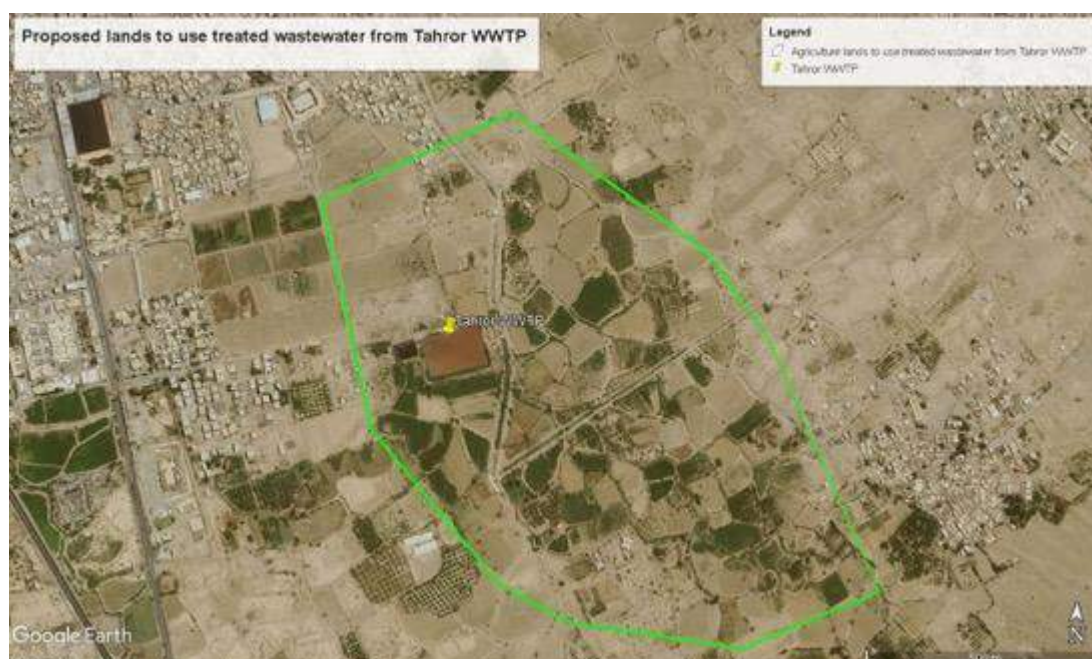 Proposed lands to use treated wastewater from Tahror WWTP
Legend
Agriculture lands to use treated wastewater from Tahror WWTP
Tahror WWTP
Tahror WWTP
Google Earth
N